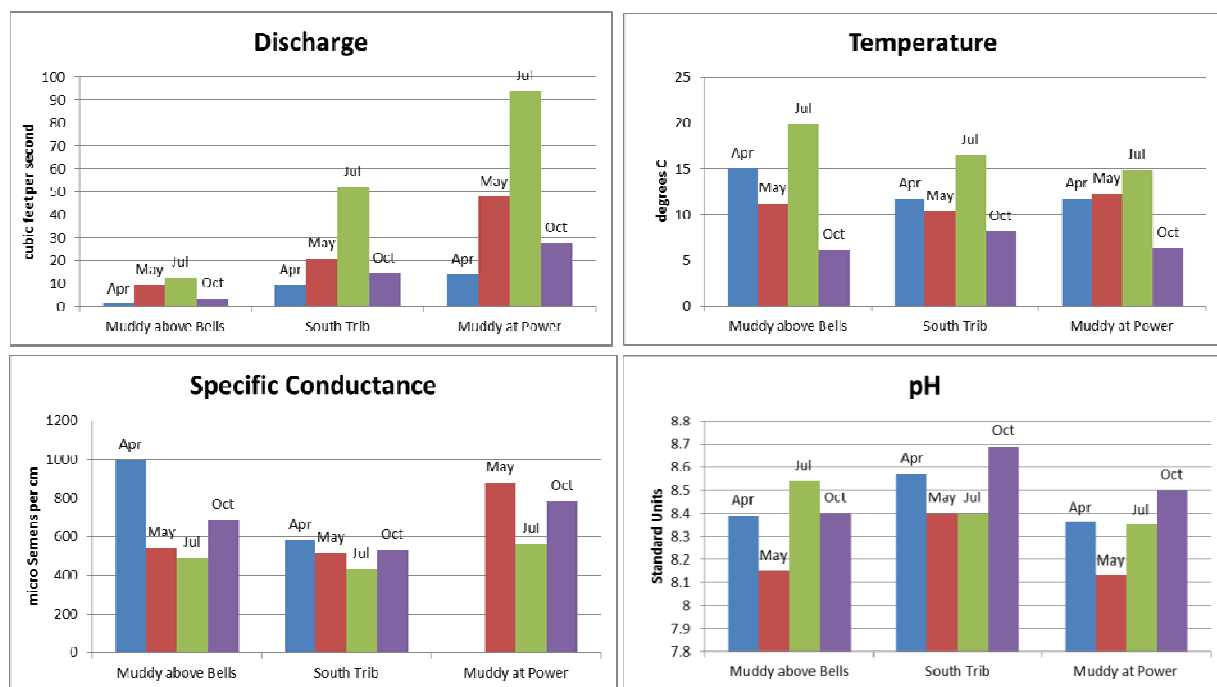 Discharge
cubic feetper second
100
90
80
70
60
50
40
30
20
10
0
Apr
May
Jul
Oct
Apr
May
Jul
Oct
Apr
May
Jul
Oct
Muddy above Bells
South Trib
Muddy at Power
Temperature
degrees C
25
20
15
10
5
0
Apr
May
Jul
Oct
Apr
May
Jul
Oct
Apr
May
Jul
Oct
Muddy above Bells
South Trib
Muddy at Power
Specific Conductance
micro Semens per cm
1200
1000
800
600
400
200
0
Apr
May
Jul
Oct
Apr
May
Jul
Oct
May
Jul
Oct
Muddy above Bells
South Trib
Muddy at Power
pH
Standard Units
8.8
8.7
8.6
8.5
8.4
8.3
8.2
8.1
8
7.9
7.8
Apr
May
Jul
Oct
Apr
May
Jul
Oct
Apr
May
Jul
Oct
Muddy above Bells
South Trib
Muddy at Power